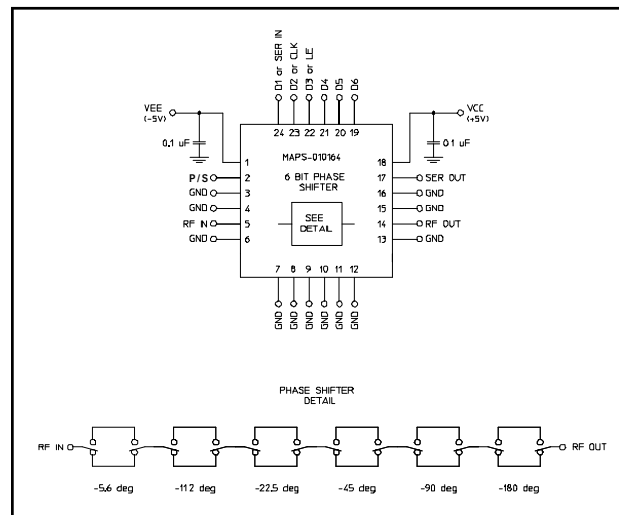 D1 or SER IN
D2 or CLK
D3 or LE
D4
D5
D6
VEE
(-5V)
VCC
(+5V)
24 23 22 21 20 19
0.1 uF
0.1 uF
MAPS-010164
6 BIT PHASE
SHIFTER
SEE
DETAIL
1
P/S 2
GND 3
GND 4
RF IN 5
GND 6
18
17 SER OUT
16 GND
15 GND
14 RF OUT
13 GND
7 8 9 10 11 12
GND GND GND GND GND GND
PHASE SHIFTER
DETAIL
RF IN
RF OUT
-5.6 deg -11.2 deg -22.5 deg -45 deg -90 deg -180 deg